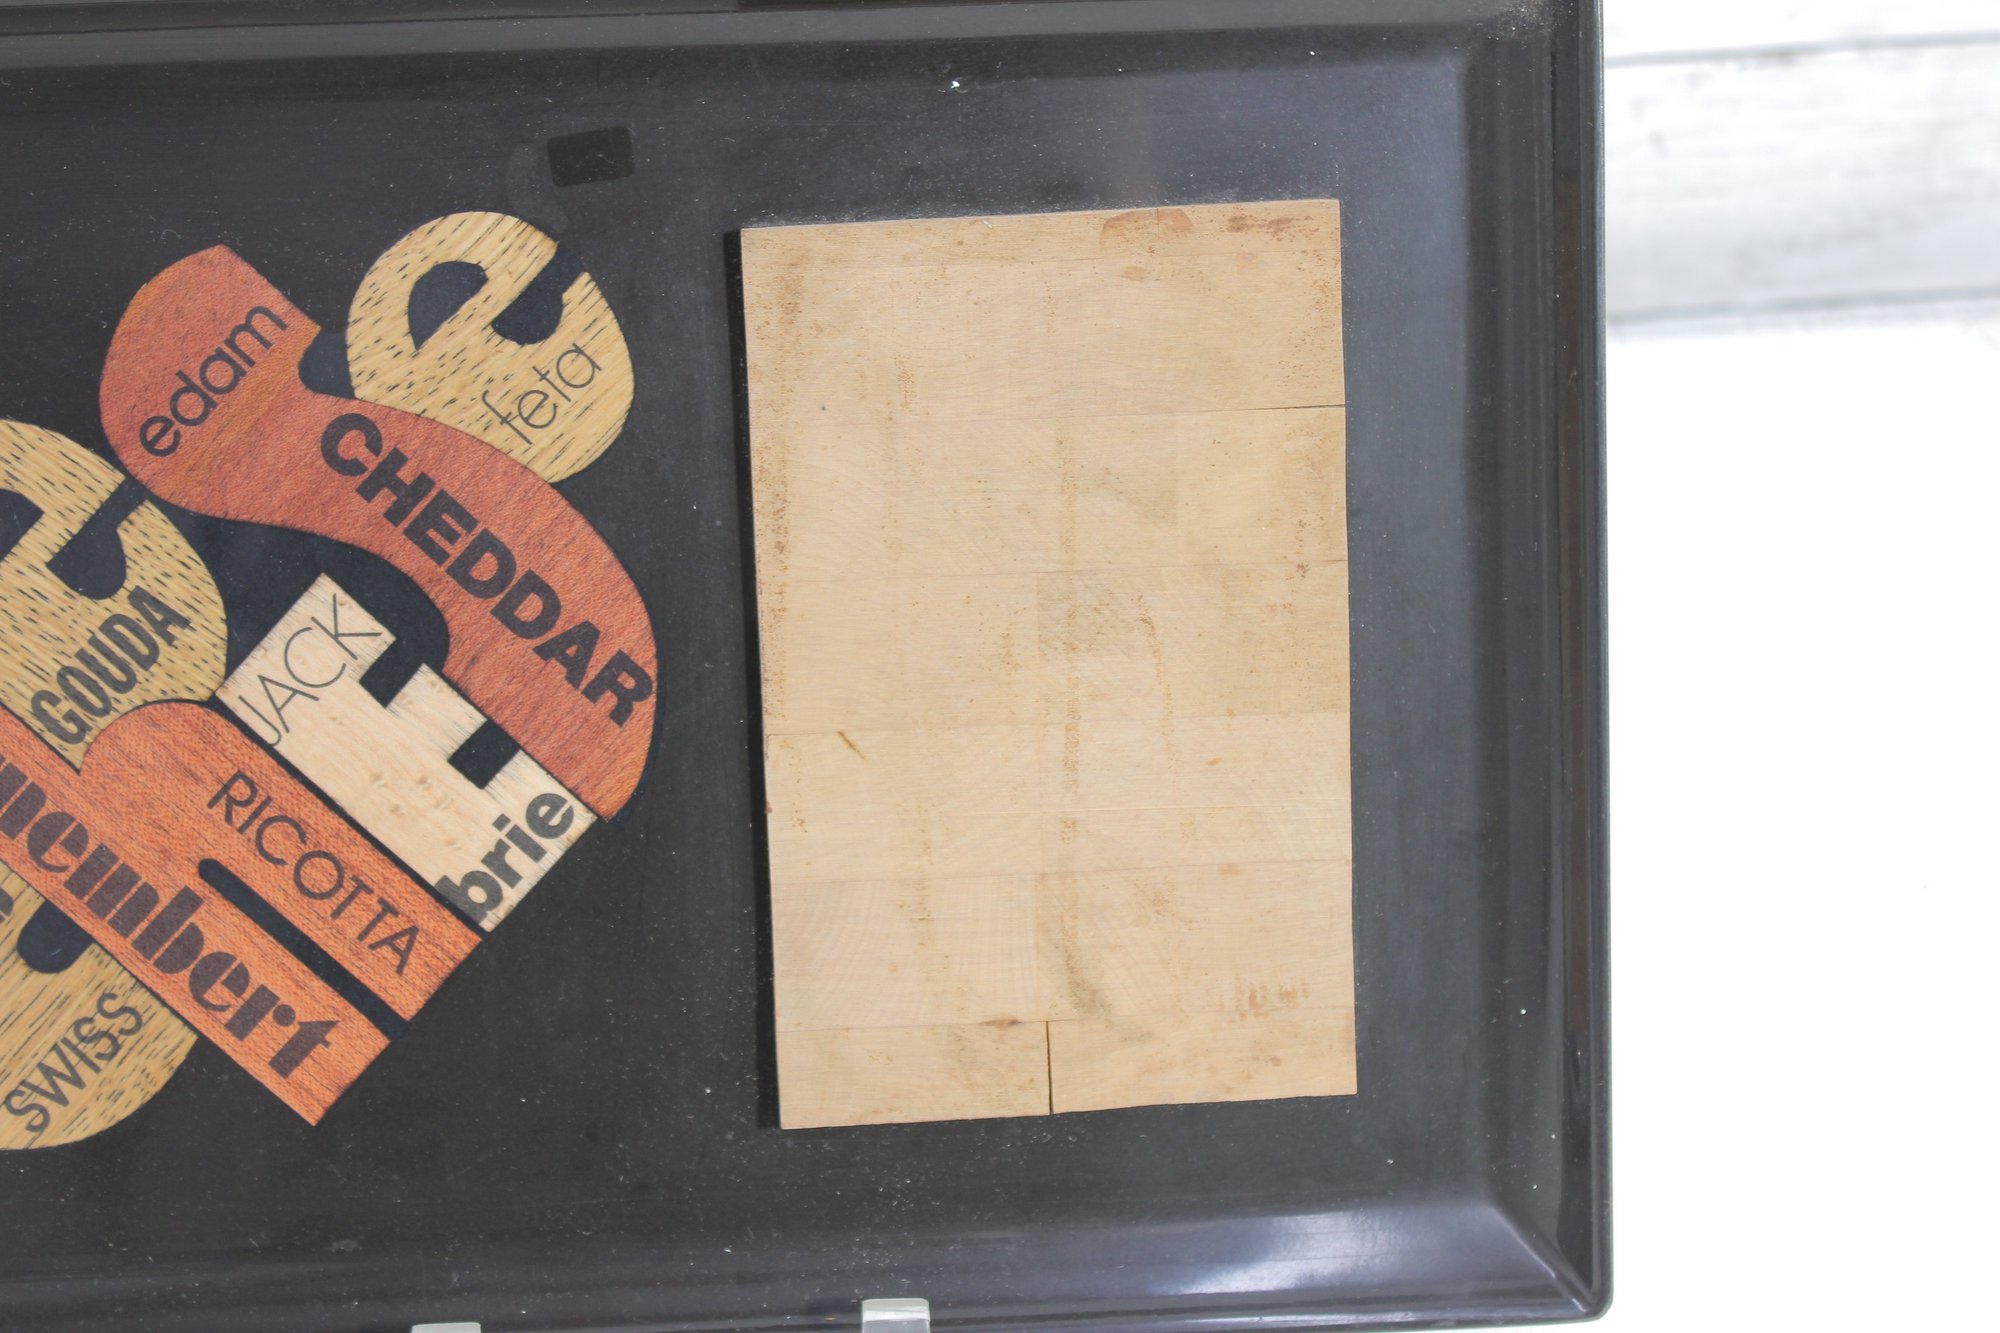 edam
feta
CHEDDAR
GOUDA
JACK
RICOTTA
brie
SWISS